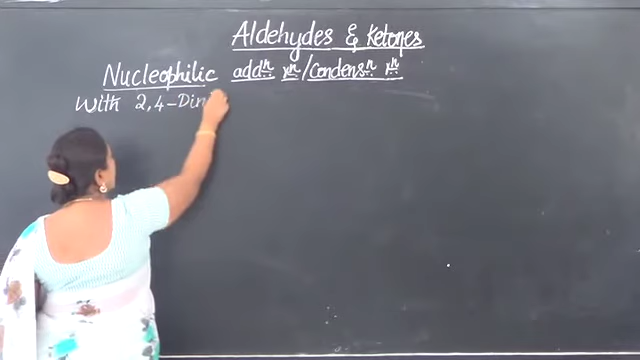 Aldehydes & Ketones
Nucleophilic addⁿ rxⁿ/Condensⁿ rxⁿ
With 2,4-Din